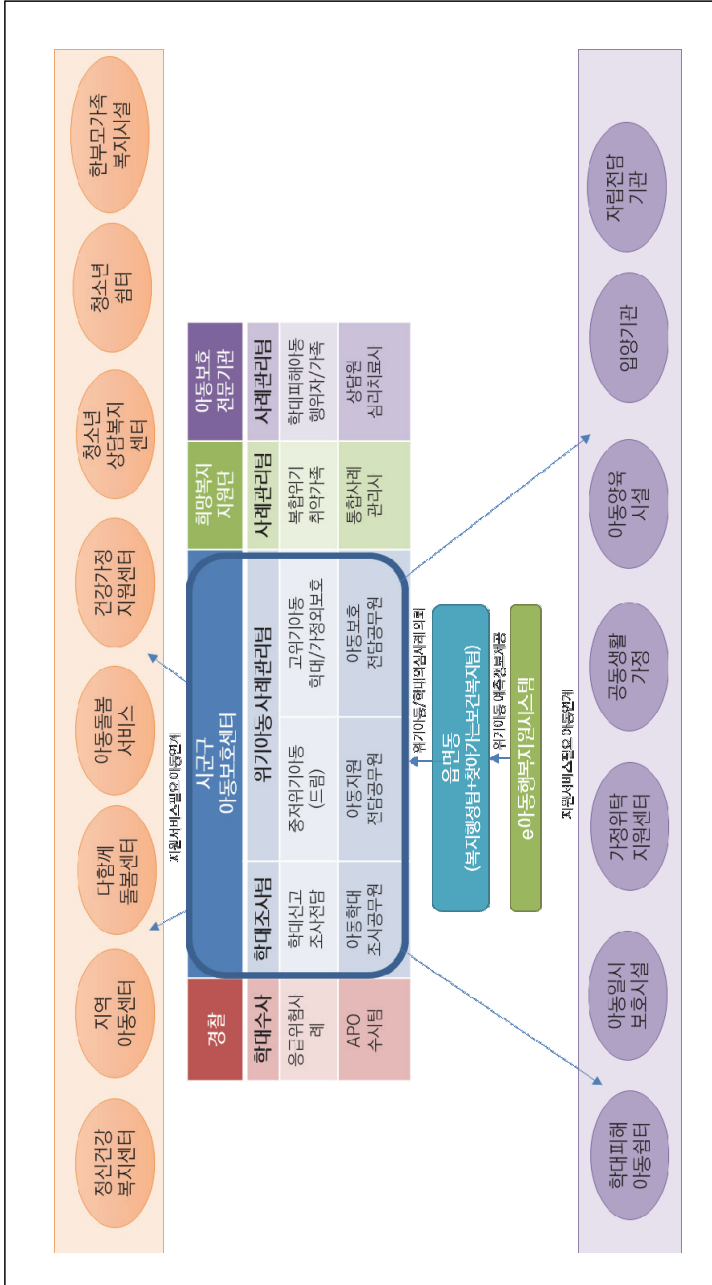 정신건강
복지센터
지역
아동센터
다함께
돌봄센터
아동돌봄
서비스
건강가정
지원센터
청소년
상담복지
센터
청소년
쉼터
한부모가족
복지시설
지원서비스필요 아동연계
경찰
시군구
아동보호센터
희망복지
지원단
아동보호
전문기관
학대수사
학대조사팀
위기아동사례관리팀
사례관리팀
사례관리팀
응급위험사
례
학대신고
조사전담
중저위기아동
(드림)
고위기아동
학대/가정외보호
복합위기
취약가족
학대피해아동
행위자/가족
APO
수사팀
아동학대
조사공무원
아동지원
전담공무원
아동보호
전담공무원
통합사례
관리사
상담원
심리치료사
위기아동/학대의심사례의뢰
읍면동
(복지행정팀+찾아가는보건복지팀)
위기아동 예측정보제공
e아동행복지원시스템
지원서비스필요 아동연계
학대피해
아동쉼터
아동일시
보호시설
가정위탁
지원센터
공동생활
가정
아동양육
시설
입양기관
자립전담
기관